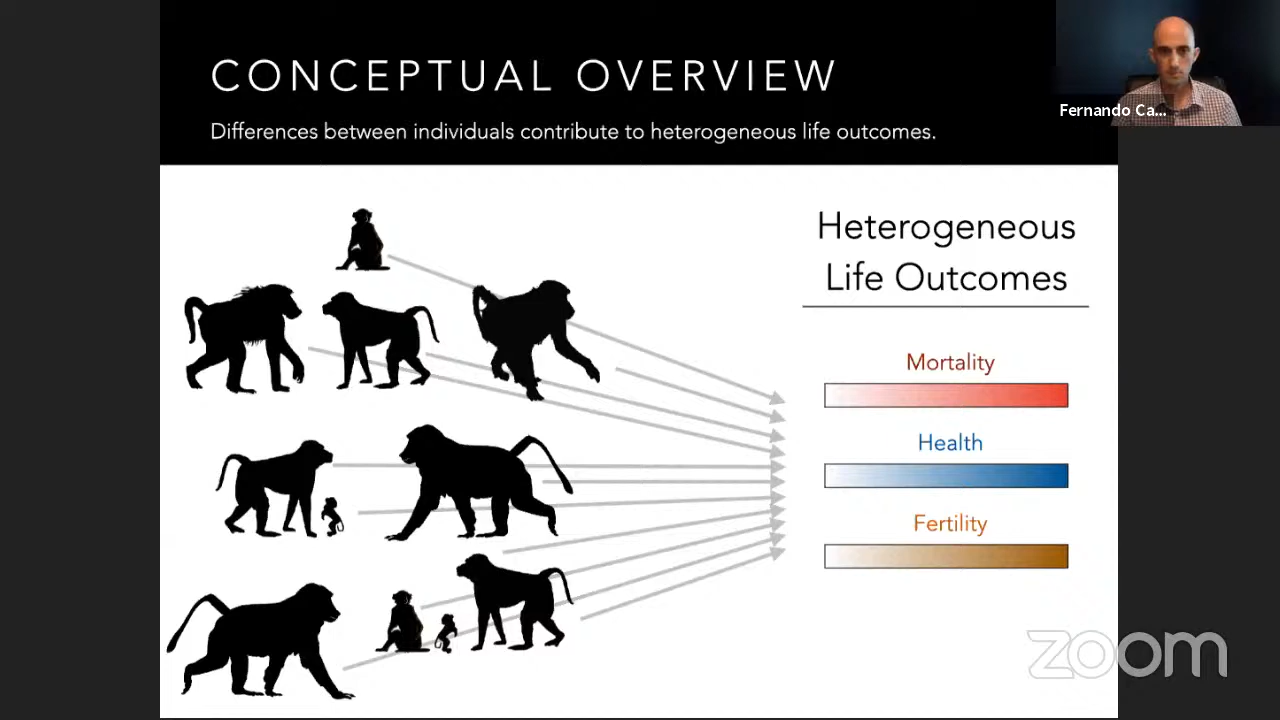 CONCEPTUAL OVERVIEW
Differences between individuals contribute to heterogeneous life outcomes.
Fernando Ca...
Heterogeneous
Life Outcomes
Mortality
Health
Fertility
zoom